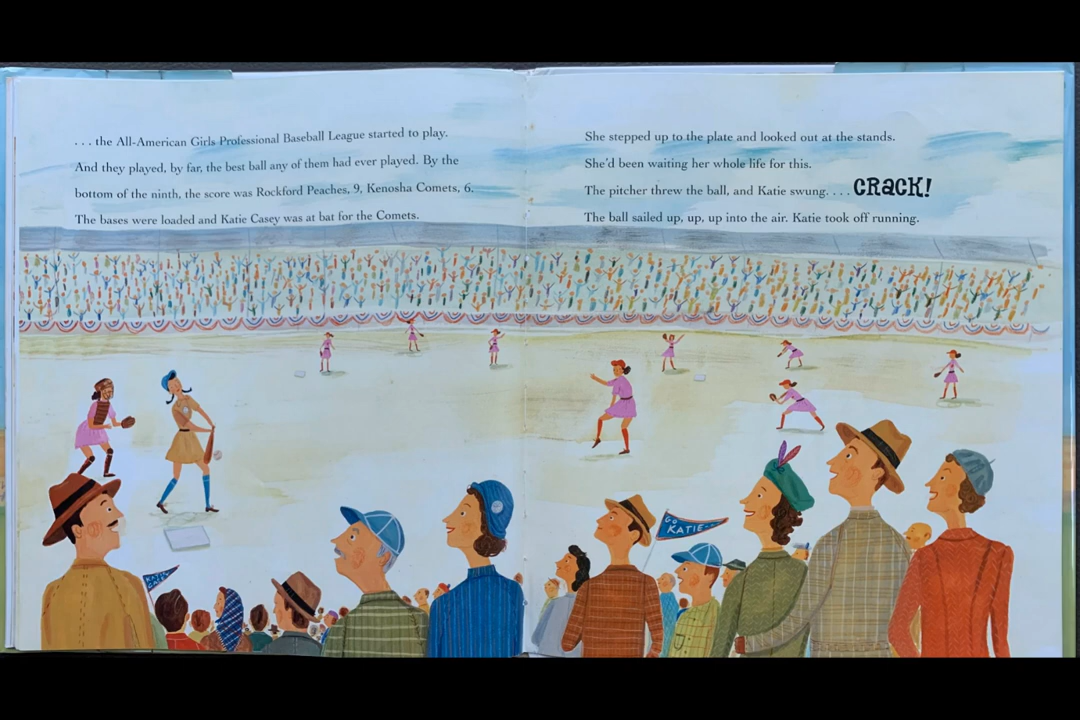 . . . the All-American Girls Professional Baseball League started to play.
And they played, by far, the best ball any of them had ever played. By the
bottom of the ninth, the score was Rockford Peaches, 9, Kenosha Comets, 6.
The bases were loaded and Katie Casey was at bat for the Comets.
She stepped up to the plate and looked out at the stands.
She'd been waiting her whole life for this.
The pitcher threw the ball, and Katie swung. . . . CRACK!
The ball sailed up, up, up into the air. Katie took off running.
GO
KATIE
KATIE